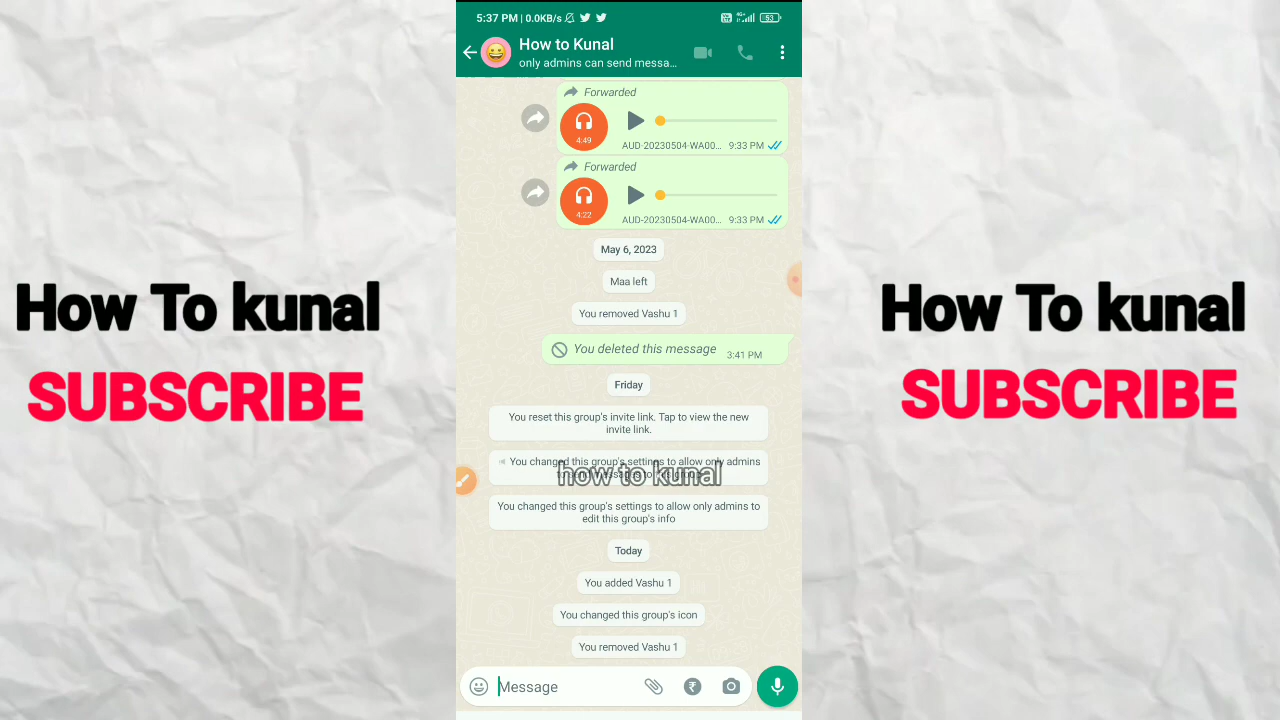 5:37 PM | 0.0KB/s
4G+
53
How to Kunal
only admins can send messa...
Forwarded
4:49
AUD-20230504-WA00... 9:33 PM
Forwarded
4:22
AUD-20230504-WA00... 9:33 PM
May 6, 2023
Maa left
You removed Vashu 1
You deleted this message 3:41 PM
Friday
You reset this group's invite link. Tap to view the new
invite link.
You changed this group's settings to allow only admins
how to kunal
You changed this group's settings to allow only admins to
edit this group's info
Today
You added Vashu 1
You changed this group's icon
You removed Vashu 1
Message
How To kunal
SUBSCRIBE
How To kunal
SUBSCRIBE